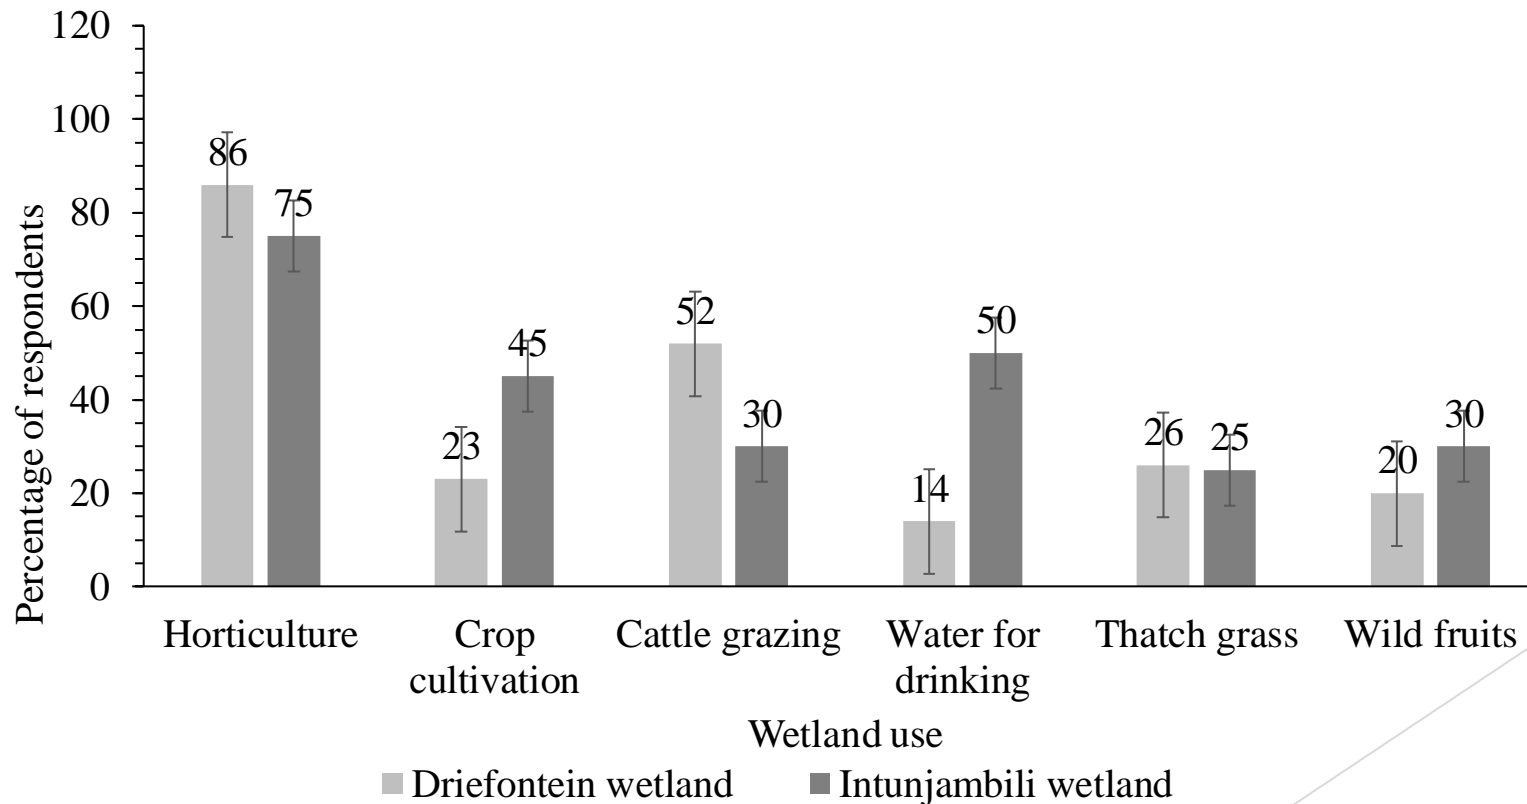 120
100
80
60
40
20
0
Percentage of respondents
86
75
23
45
52
30
14
50
26
25
20
30
Horticulture
Crop
cultivation
Cattle grazing
Water for
drinking
Thatch grass
Wild fruits
Wetland use
Driefontein wetland
Intunjambili wetland